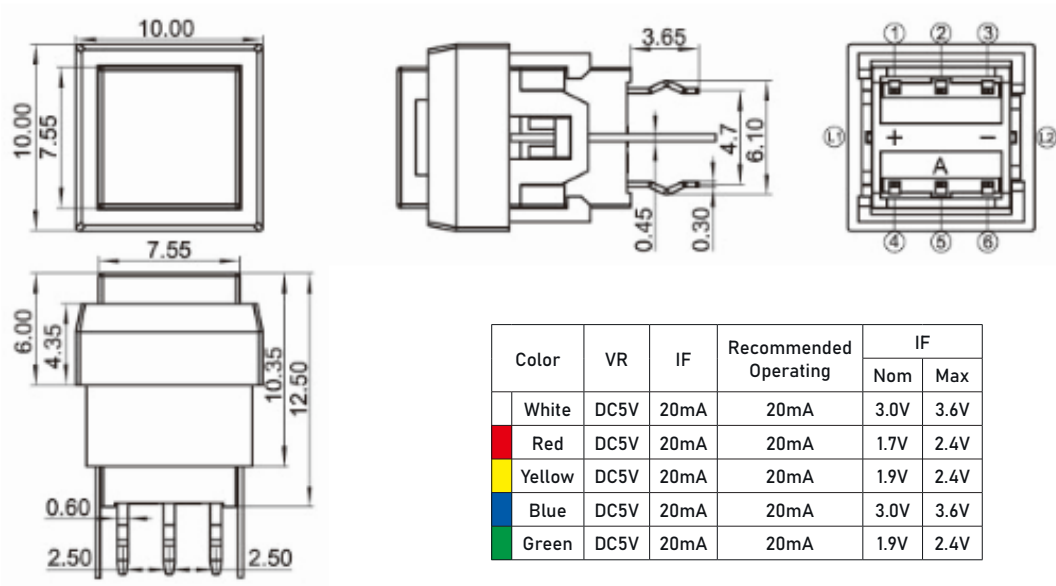 10.00
10.00
7.55
3.65
4.7
6.10
0.45
0.30
① ② ③
L1 + − L2
A
④ ⑤ ⑥
7.55
6.00
4.35
10.35
12.50
0.60
2.50 2.50
Color VR IF Recommended Operating IF
Nom Max
White DC5V 20mA 20mA 3.0V 3.6V
Red DC5V 20mA 20mA 1.7V 2.4V
Yellow DC5V 20mA 20mA 1.9V 2.4V
Blue DC5V 20mA 20mA 3.0V 3.6V
Green DC5V 20mA 20mA 1.9V 2.4V